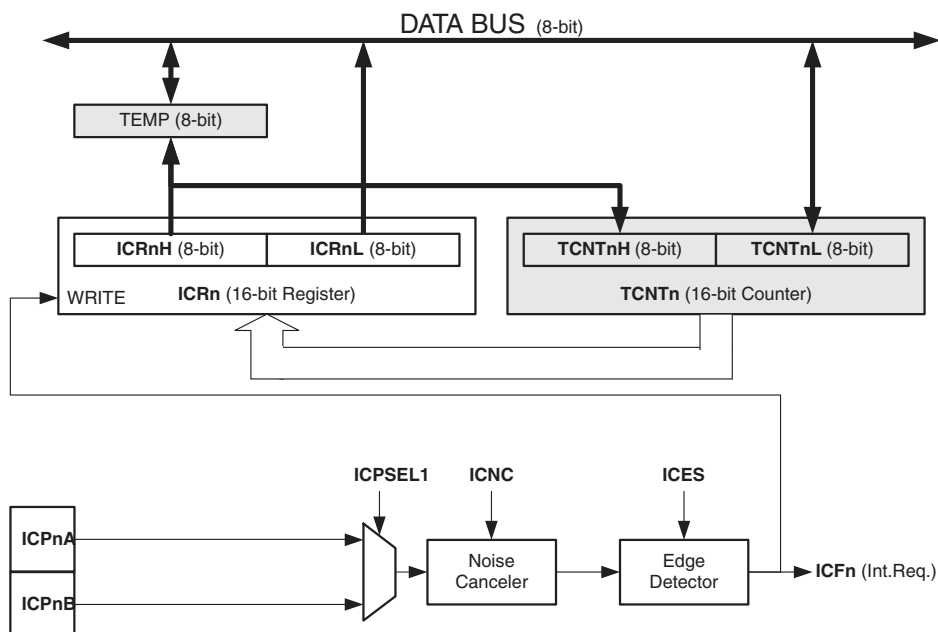 DATA BUS (8-bit)
TEMP (8-bit)
ICRnH (8-bit) ICRnL (8-bit)
TCNTnH (8-bit) TCNTnL (8-bit)
WRITE
ICRn (16-bit Register)
TCNTn (16-bit Counter)
ICPSEL1
ICNC
ICES
ICPnA
ICPnB
Noise
Canceler
Edge
Detector
ICFn (Int.Req.)